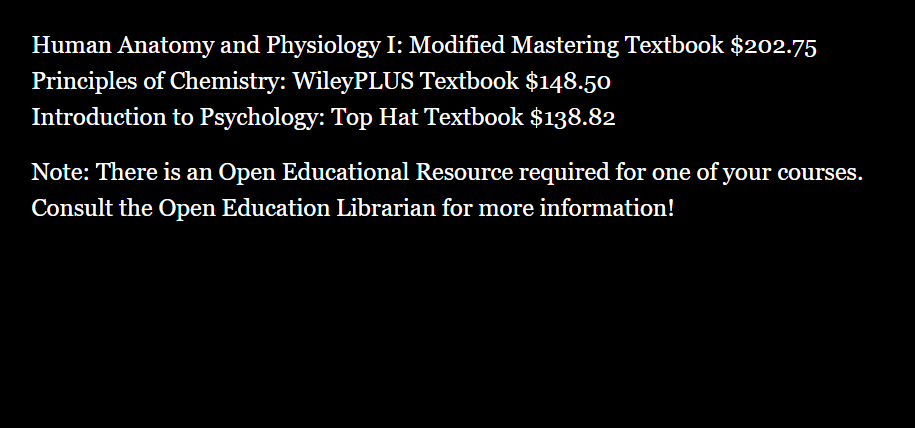 Human Anatomy and Physiology I: Modified Mastering Textbook $202.75
Principles of Chemistry: WileyPLUS Textbook $148.50
Introduction to Psychology: Top Hat Textbook $138.82
Note: There is an Open Educational Resource required for one of your courses.
Consult the Open Education Librarian for more information!